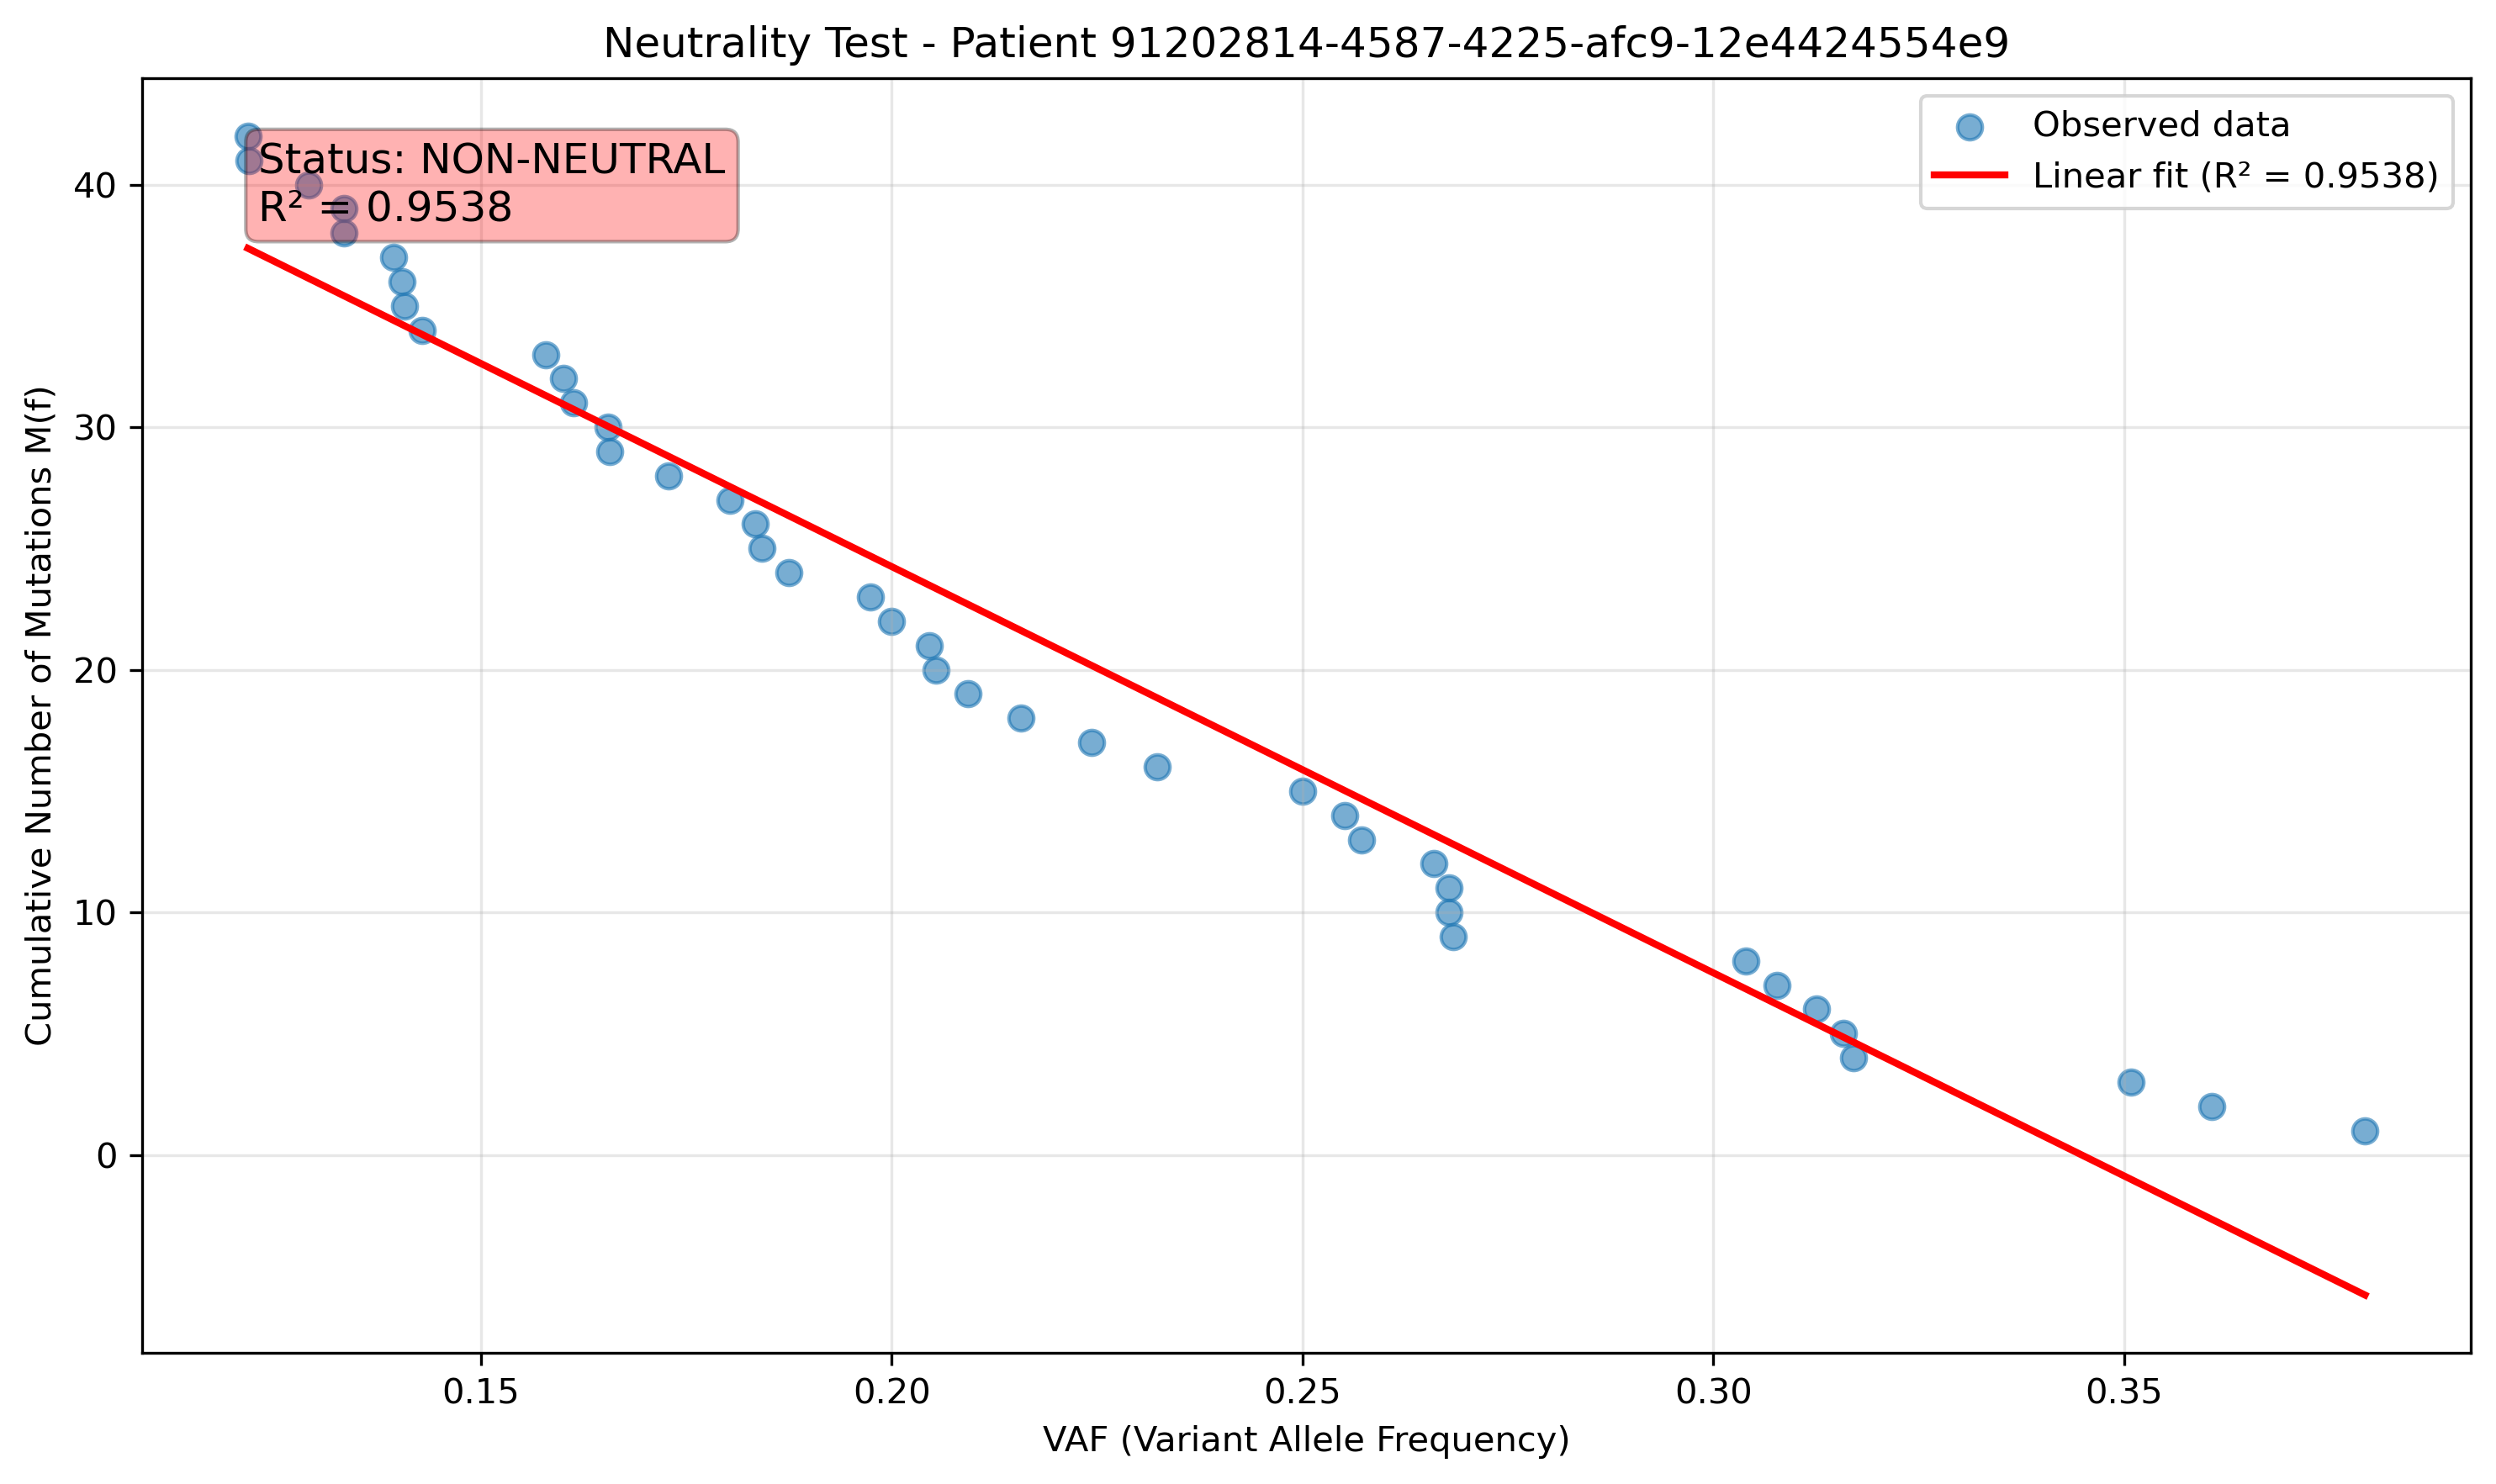 Neutrality Test - Patient 91202814-4587-4225-afc9-12e4424554e9
Status: NON-NEUTRAL
R² = 0.9538
Observed data
Linear fit (R² = 0.9538)
Cumulative Number of Mutations M(f)
40
30
20
10
0
0.15
0.20
0.25
0.30
0.35
VAF (Variant Allele Frequency)